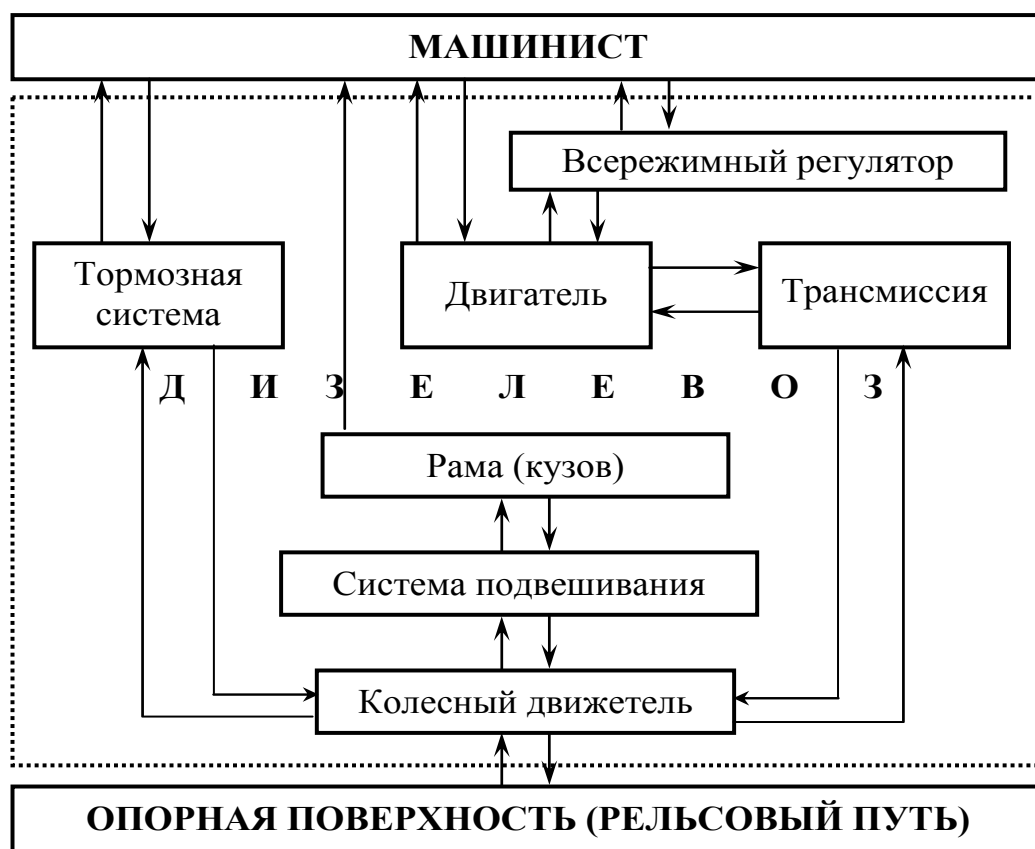 МАШИНИСТ
Всережимный регулятор
Тормозная
система
Двигатель
Трансмиссия
Д И З Е Л Е В О З
Рама (кузов)
Система подвешивания
Колесный движетель
ОПОРНАЯ ПОВЕРХНОСТЬ (РЕЛЬСОВЫЙ ПУТЬ)